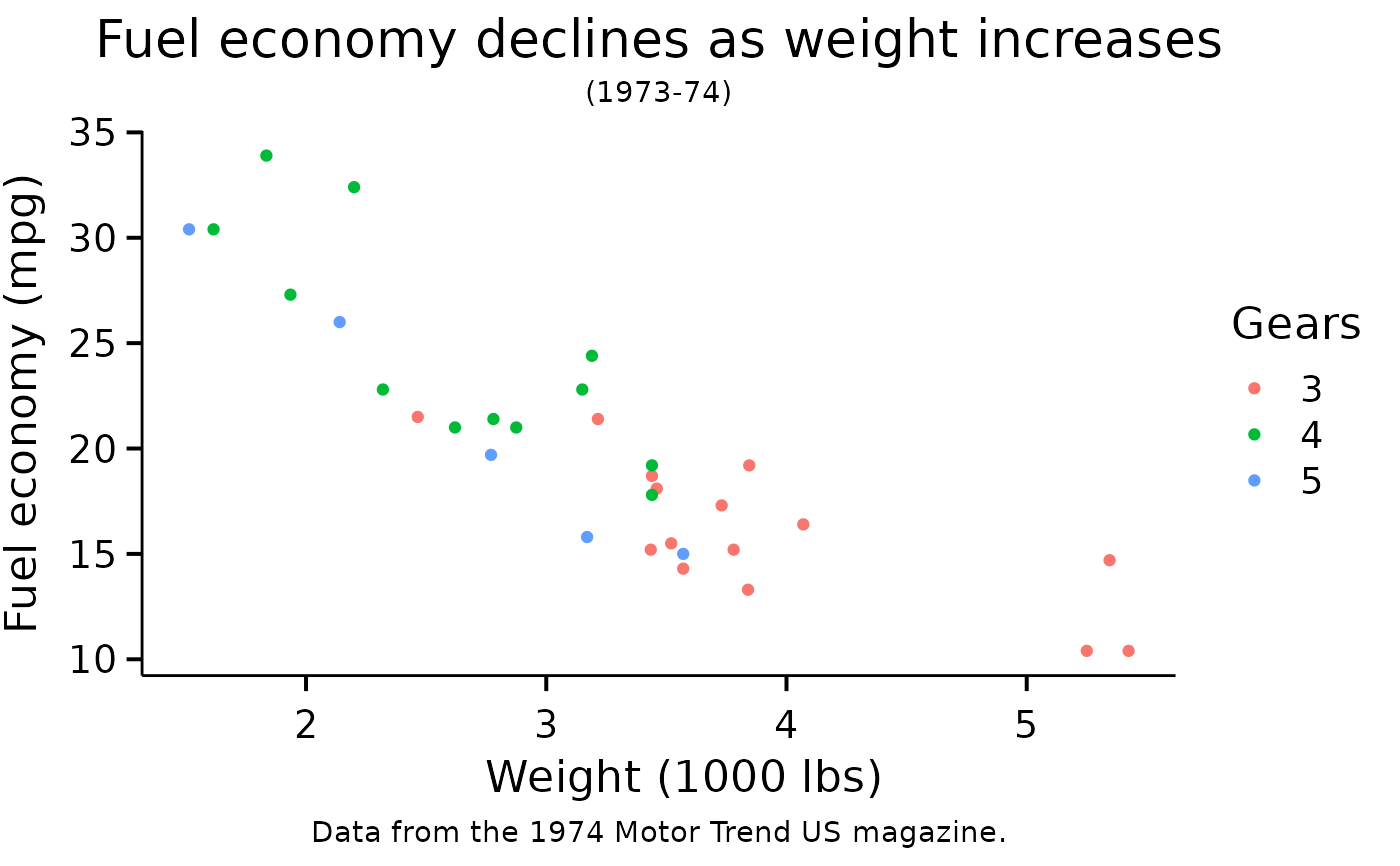 Fuel economy declines as weight increases
(1973-74)
Fuel economy (mpg)
35
30
25
20
15
10
2 3 4 5
Weight (1000 lbs)
Gears
3
4
5
Data from the 1974 Motor Trend US magazine.